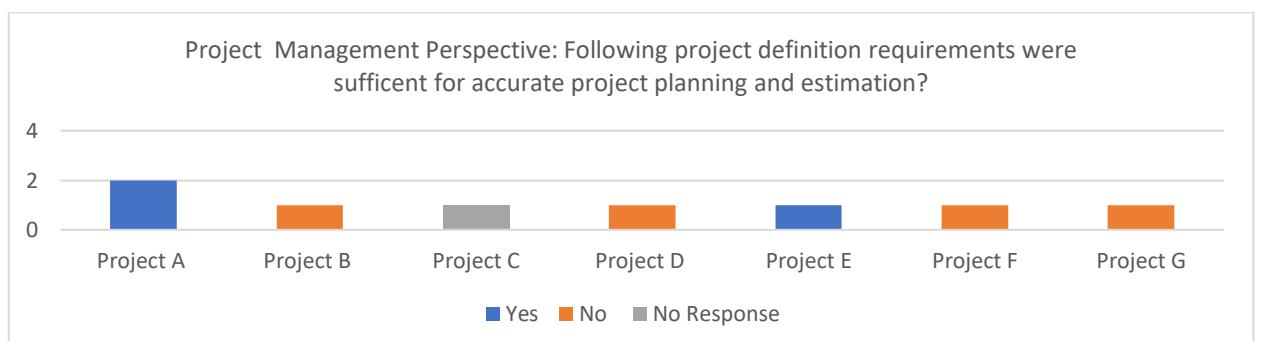 Project  Management Perspective: Following project definition requirements were
sufficent for accurate project planning and estimation?
4
2
0
Project A Project B Project C Project D Project E Project F Project G
Yes No No Response